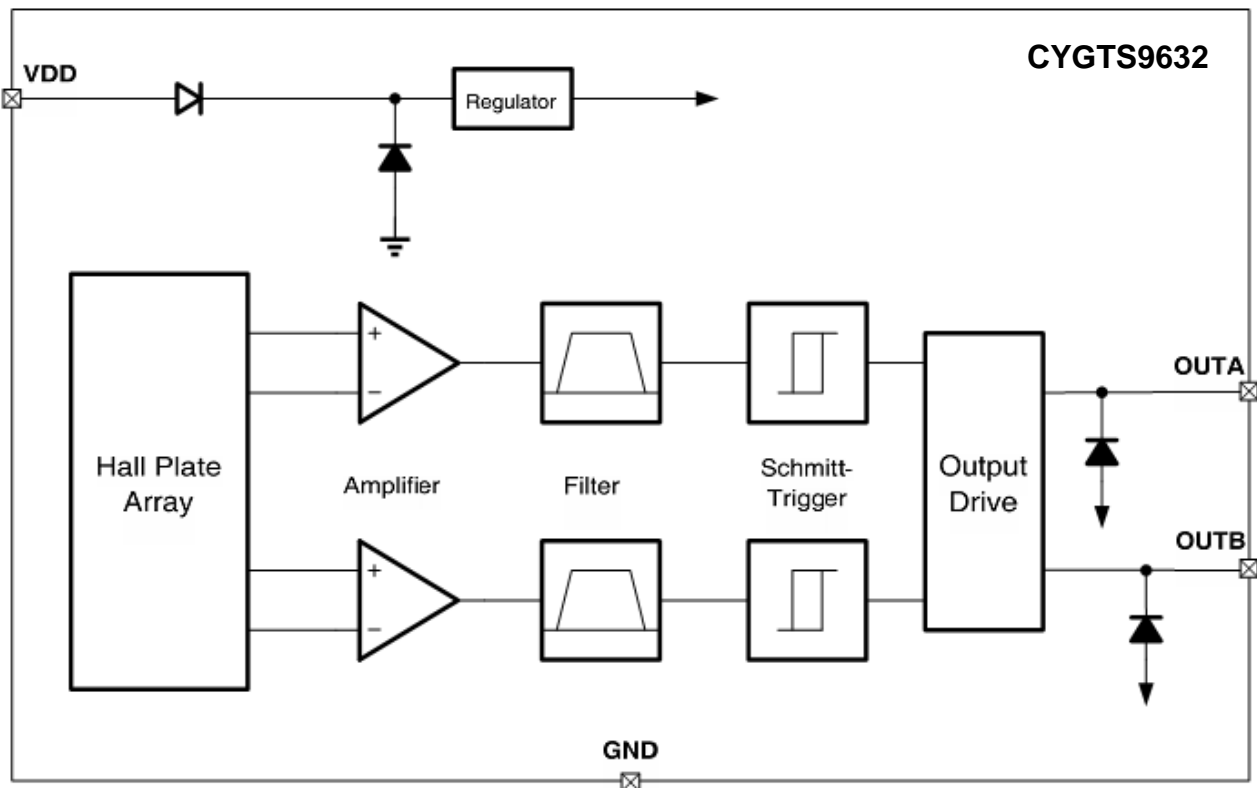 CYGTS9632
VDD
Regulator
+
−
Hall Plate
Array
Amplifier
Filter
Schmitt-
Trigger
Output
Drive
OUTA
OUTB
+
−
GND